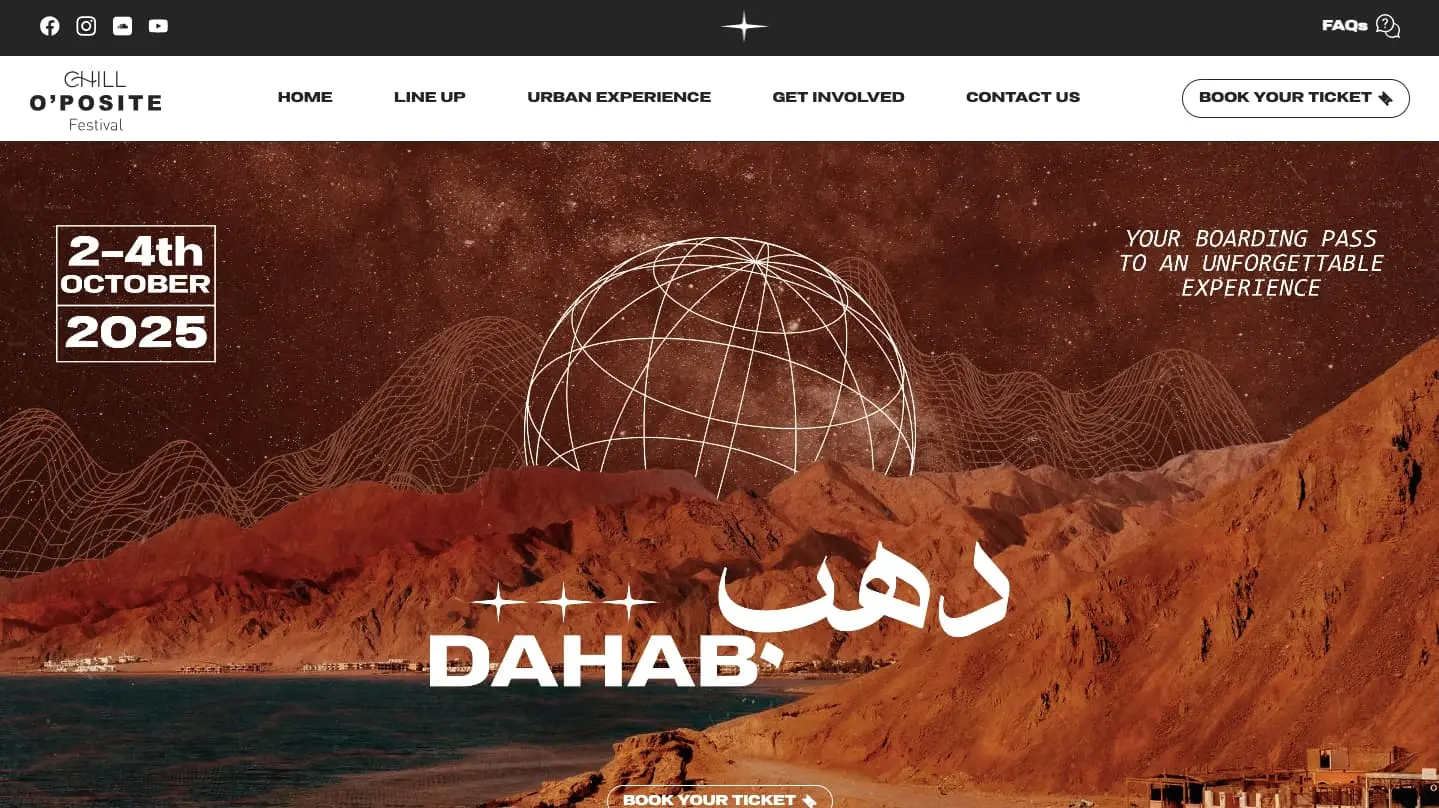 FAQs
CHILL
O'POSITE
Festival
HOME
LINE UP
URBAN EXPERIENCE
GET INVOLVED
CONTACT US
BOOK YOUR TICKET
2-4th
OCTOBER
2025
YOUR BOARDING PASS
TO AN UNFORGETTABLE
EXPERIENCE
دهب
DAHAB
BOOK YOUR TICKET